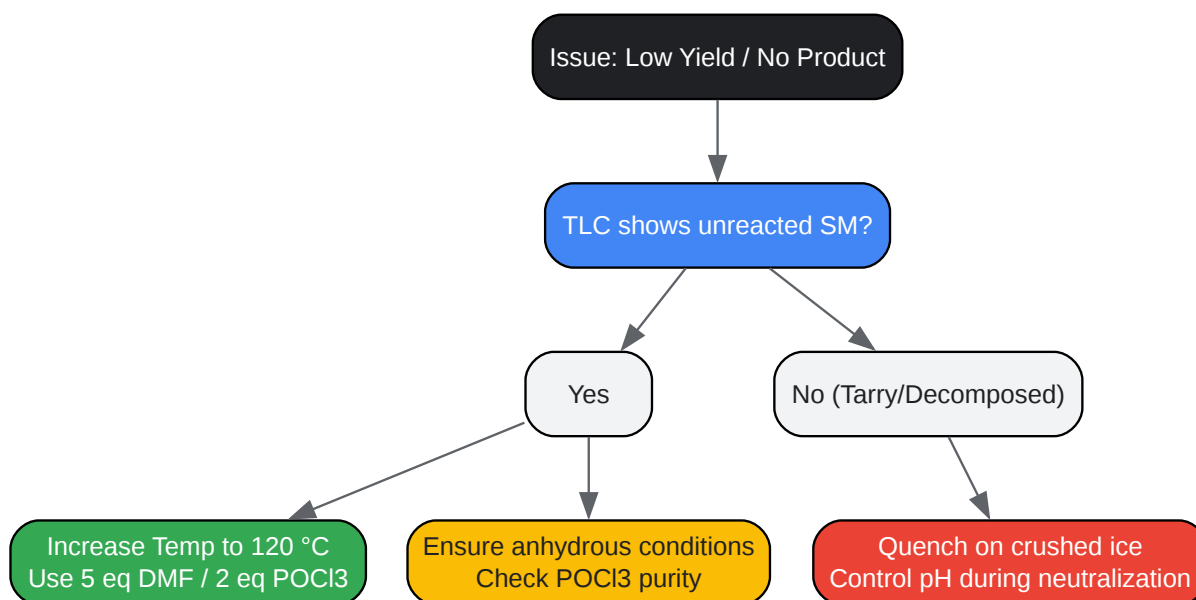 Issue: Low Yield / No Product
TLC shows unreacted SM?
Yes
No (Tarry/Decomposed)
Increase Temp to 120 °C
Use 5 eq DMF / 2 eq POCl3
Ensure anhydrous conditions
Check POCl3 purity
Quench on crushed ice
Control pH during neutralization